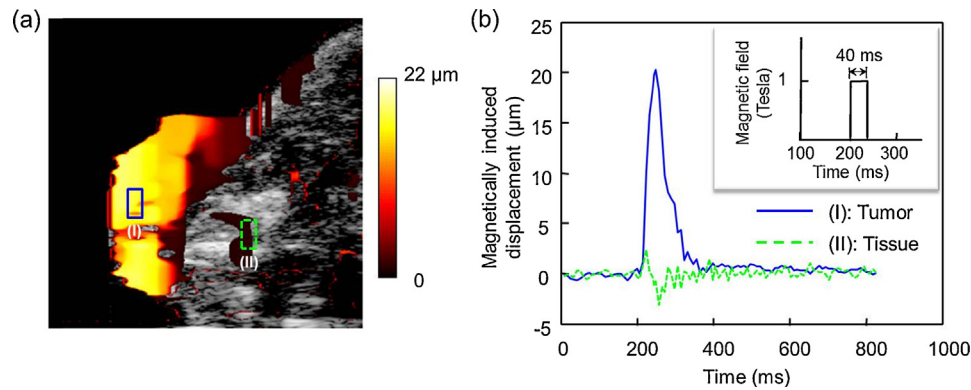 (a)
22 µm
0
(I)
(II)
(b)
Magnetically induced
displacement (µm)
25
20
15
10
5
0
-5
0
200
400
600
800
1000
Time (ms)
(I): Tumor
(II): Tissue
Magnetic field
(Tesla)
1
40 ms
100
200
300
Time (ms)